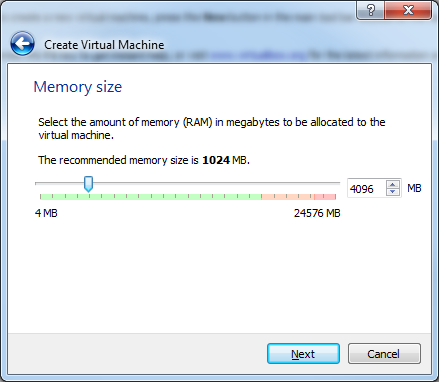 Create Virtual Machine
Memory size
Select the amount of memory (RAM) in megabytes to be allocated to the
virtual machine.
The recommended memory size is 1024 MB.
4096 MB
4 MB 24576 MB
Next Cancel